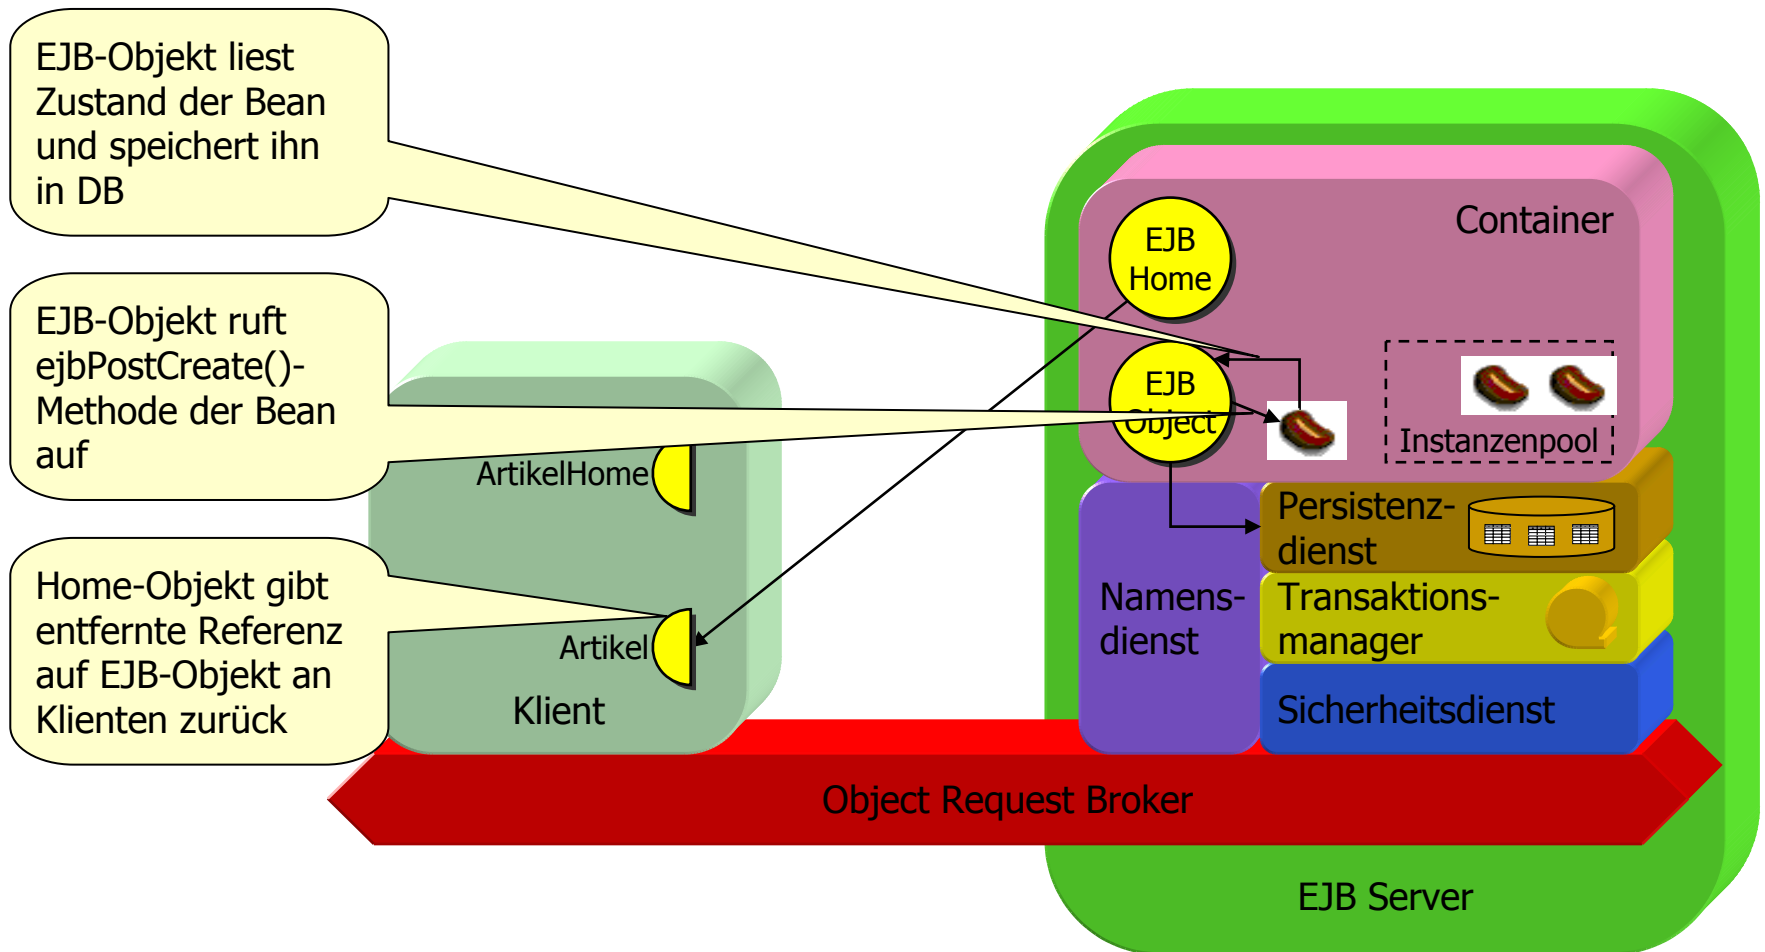 EJB-Objekt liest
Zustand der Bean
und speichert ihn
in DB
EJB-Objekt ruft
ejbPostCreate()-
Methode der Bean
auf
Home-Objekt gibt
entfernte Referenz
auf EJB-Objekt an
Klienten zurück
ArtikelHome
Artikel
Klient
EJB
Home
Container
EJB
Object
Instanzenpool
Namens-
dienst
Persistenz-
dienst
Transaktions-
manager
Sicherheitsdienst
Object Request Broker
EJB Server